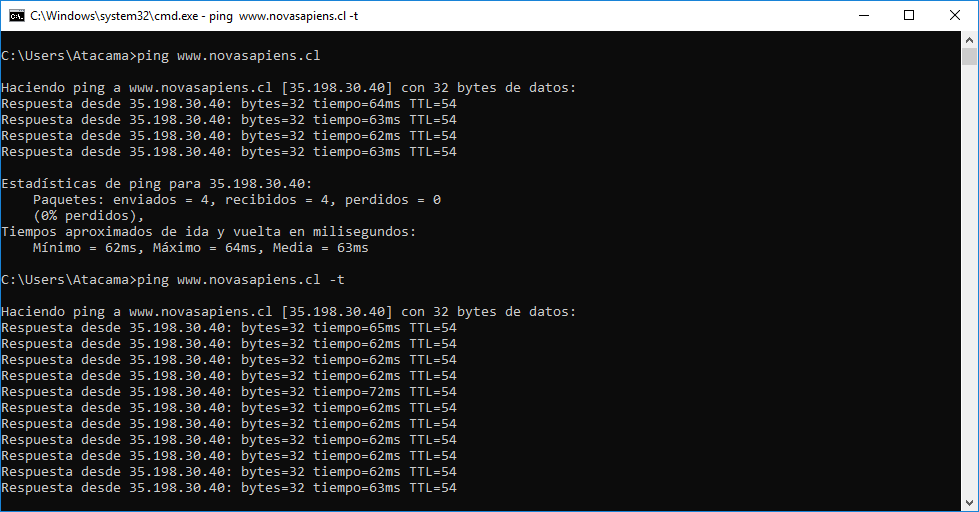 C:\Windows\system32\cmd.exe - ping  www.novasapiens.cl -t
C:\Users\Atacama>ping www.novasapiens.cl
Haciendo ping a www.novasapiens.cl [35.198.30.40] con 32 bytes de datos:
Respuesta desde 35.198.30.40: bytes=32 tiempo=64ms TTL=54
Respuesta desde 35.198.30.40: bytes=32 tiempo=63ms TTL=54
Respuesta desde 35.198.30.40: bytes=32 tiempo=62ms TTL=54
Respuesta desde 35.198.30.40: bytes=32 tiempo=63ms TTL=54
Estadísticas de ping para 35.198.30.40:
    Paquetes: enviados = 4, recibidos = 4, perdidos = 0
    (0% perdidos),
Tiempos aproximados de ida y vuelta en milisegundos:
    Mínimo = 62ms, Máximo = 64ms, Media = 63ms
C:\Users\Atacama>ping www.novasapiens.cl -t
Haciendo ping a www.novasapiens.cl [35.198.30.40] con 32 bytes de datos:
Respuesta desde 35.198.30.40: bytes=32 tiempo=65ms TTL=54
Respuesta desde 35.198.30.40: bytes=32 tiempo=62ms TTL=54
Respuesta desde 35.198.30.40: bytes=32 tiempo=62ms TTL=54
Respuesta desde 35.198.30.40: bytes=32 tiempo=62ms TTL=54
Respuesta desde 35.198.30.40: bytes=32 tiempo=72ms TTL=54
Respuesta desde 35.198.30.40: bytes=32 tiempo=62ms TTL=54
Respuesta desde 35.198.30.40: bytes=32 tiempo=62ms TTL=54
Respuesta desde 35.198.30.40: bytes=32 tiempo=62ms TTL=54
Respuesta desde 35.198.30.40: bytes=32 tiempo=62ms TTL=54
Respuesta desde 35.198.30.40: bytes=32 tiempo=62ms TTL=54
Respuesta desde 35.198.30.40: bytes=32 tiempo=63ms TTL=54